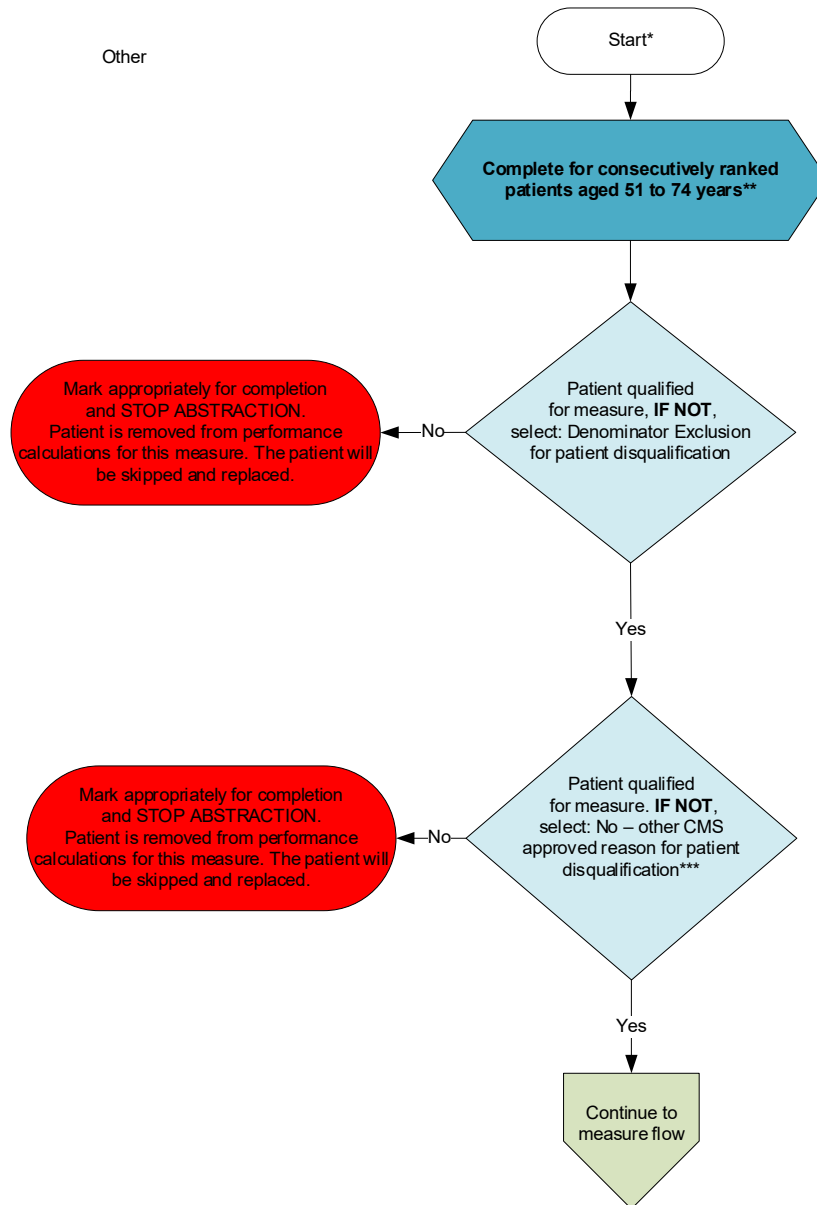 Other
Start*
Complete for consecutively ranked
patients aged 51 to 74 years**
Patient qualified
for measure, IF NOT,
select: Denominator Exclusion
for patient disqualification
No
Mark appropriately for completion
and STOP ABSTRACTION.
Patient is removed from performance
calculations for this measure. The patient will
be skipped and replaced.
Yes
Patient qualified
for measure. IF NOT,
select: No – other CMS
approved reason for patient
disqualification***
No
Mark appropriately for completion
and STOP ABSTRACTION.
Patient is removed from performance
calculations for this measure. The patient will
be skipped and replaced.
Yes
Continue to
measure flow